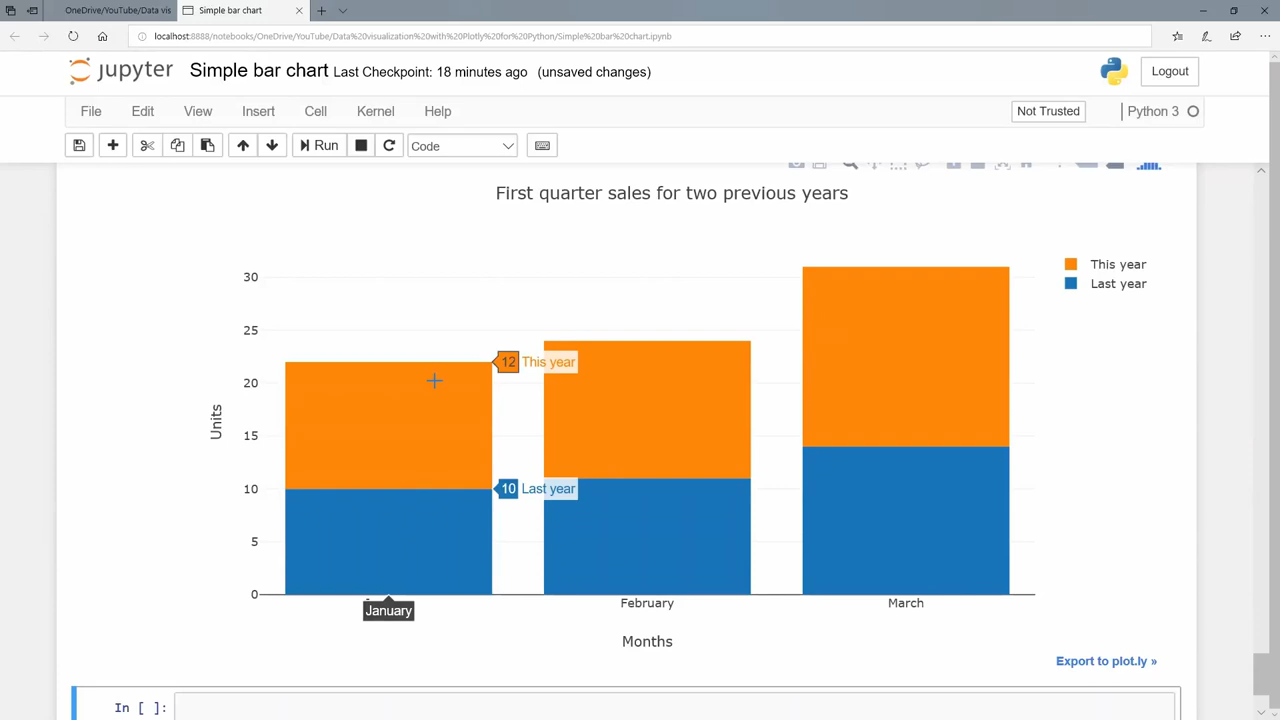 OneDrive/YouTube/Data vis
Simple bar chart
localhost:8888/notebooks/OneDrive/YouTube/Data%20visualization%20with%20Plotly%20for%20Python/Simple%20bar%20chart.ipynb
jupyter Simple bar chart Last Checkpoint: 18 minutes ago (unsaved changes) Logout
File Edit View Insert Cell Kernel Help Not Trusted Python 3
Run Code
First quarter sales for two previous years
This year
Last year
30
25
20
15
10
5
0
Units
12 This year
10 Last year
January February March
Months
Export to plot.ly »
In [ ]: